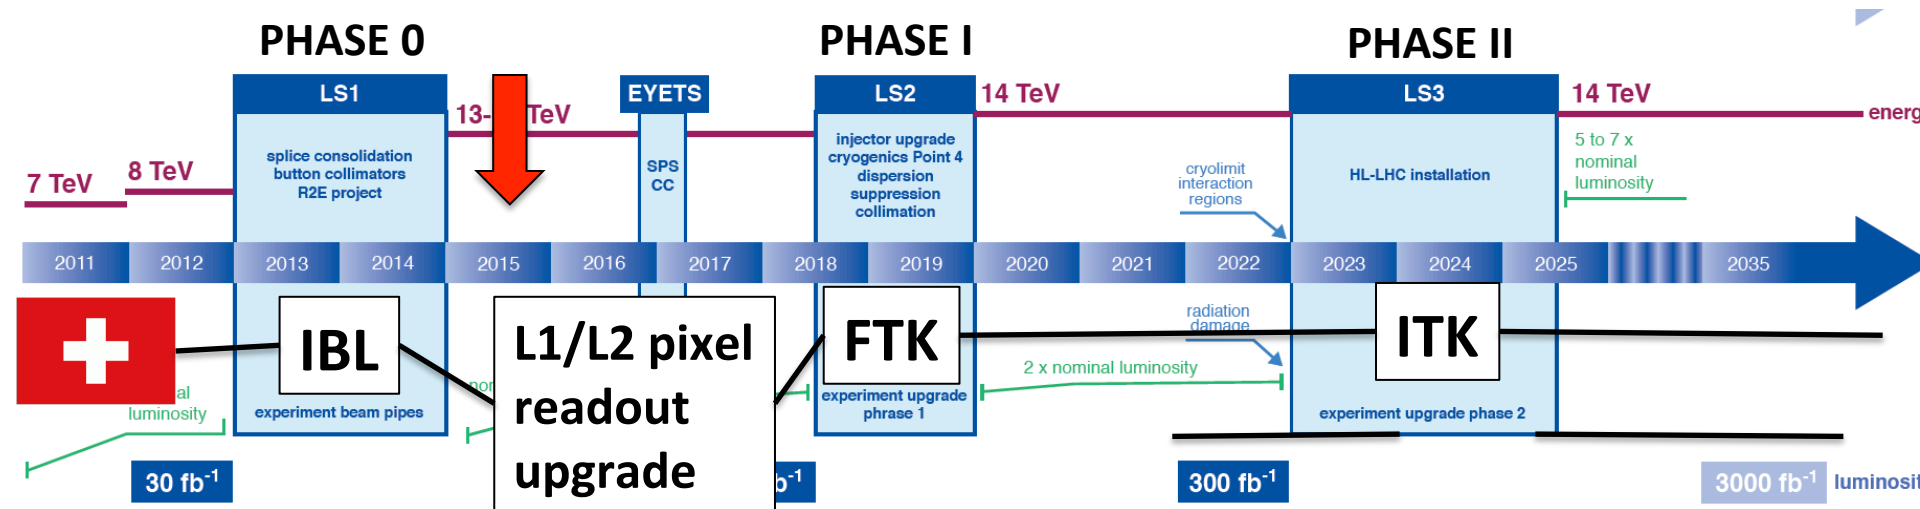 PHASE 0
PHASE I
PHASE II
LS1
EYETS
LS2
14 TeV
LS3
14 TeV
13-
TeV
energ
7 TeV
8 TeV
splice consolidation
button collimators
R2E project
SPS
CC
injector upgrade
cryogenics Point 4
dispersion
suppression
collimation
cryolimit
interaction
regions
HL-LHC installation
5 to 7 x
nominal
luminosity
2011
2012
2013
2014
2015
2016
2017
2018
2019
2020
2021
2022
2023
2024
2025
2035
IBL
L1/L2 pixel
readout
upgrade
FTK
radiation
damage
ITK
2 x nominal luminosity
al
luminosity
nor
experiment beam pipes
experiment upgrade
phrase 1
experiment upgrade phase 2
30 fb⁻¹
b⁻¹
300 fb⁻¹
3000 fb⁻¹
luminosit